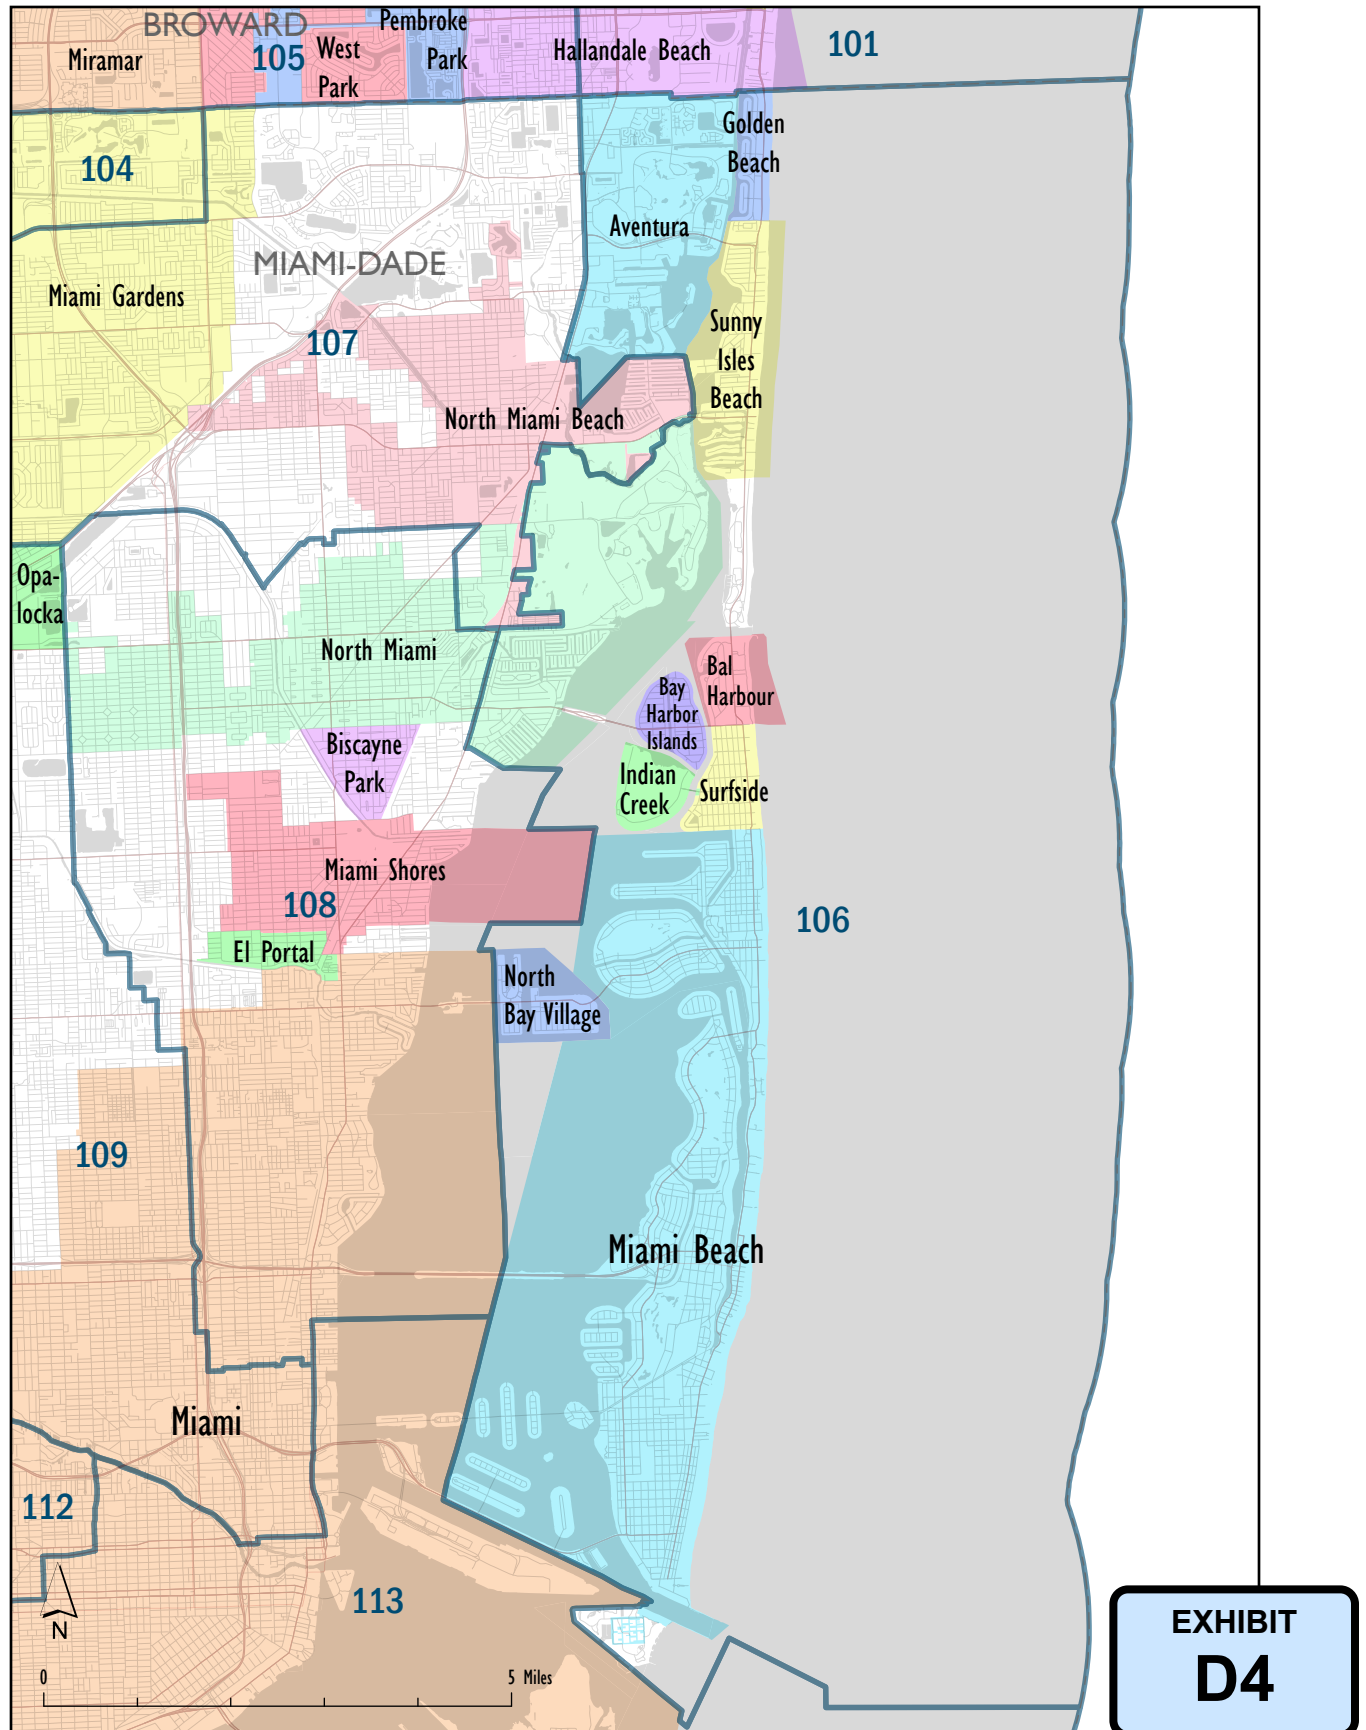 BROWARD
Pembroke
Park
Miramar
105
West
Park
Hallandale Beach
101
Golden
Beach
104
Aventura
MIAMI-DADE
Miami Gardens
107
Sunny
Isles
Beach
North Miami Beach
Opa-
locka
North Miami
Bal
Harbour
Bay
Harbor
Islands
Biscayne
Park
Indian
Creek
Surfside
Miami Shores
108
106
El Portal
North
Bay Village
109
Miami Beach
Miami
112
113
N
0
5 Miles
EXHIBIT
D4